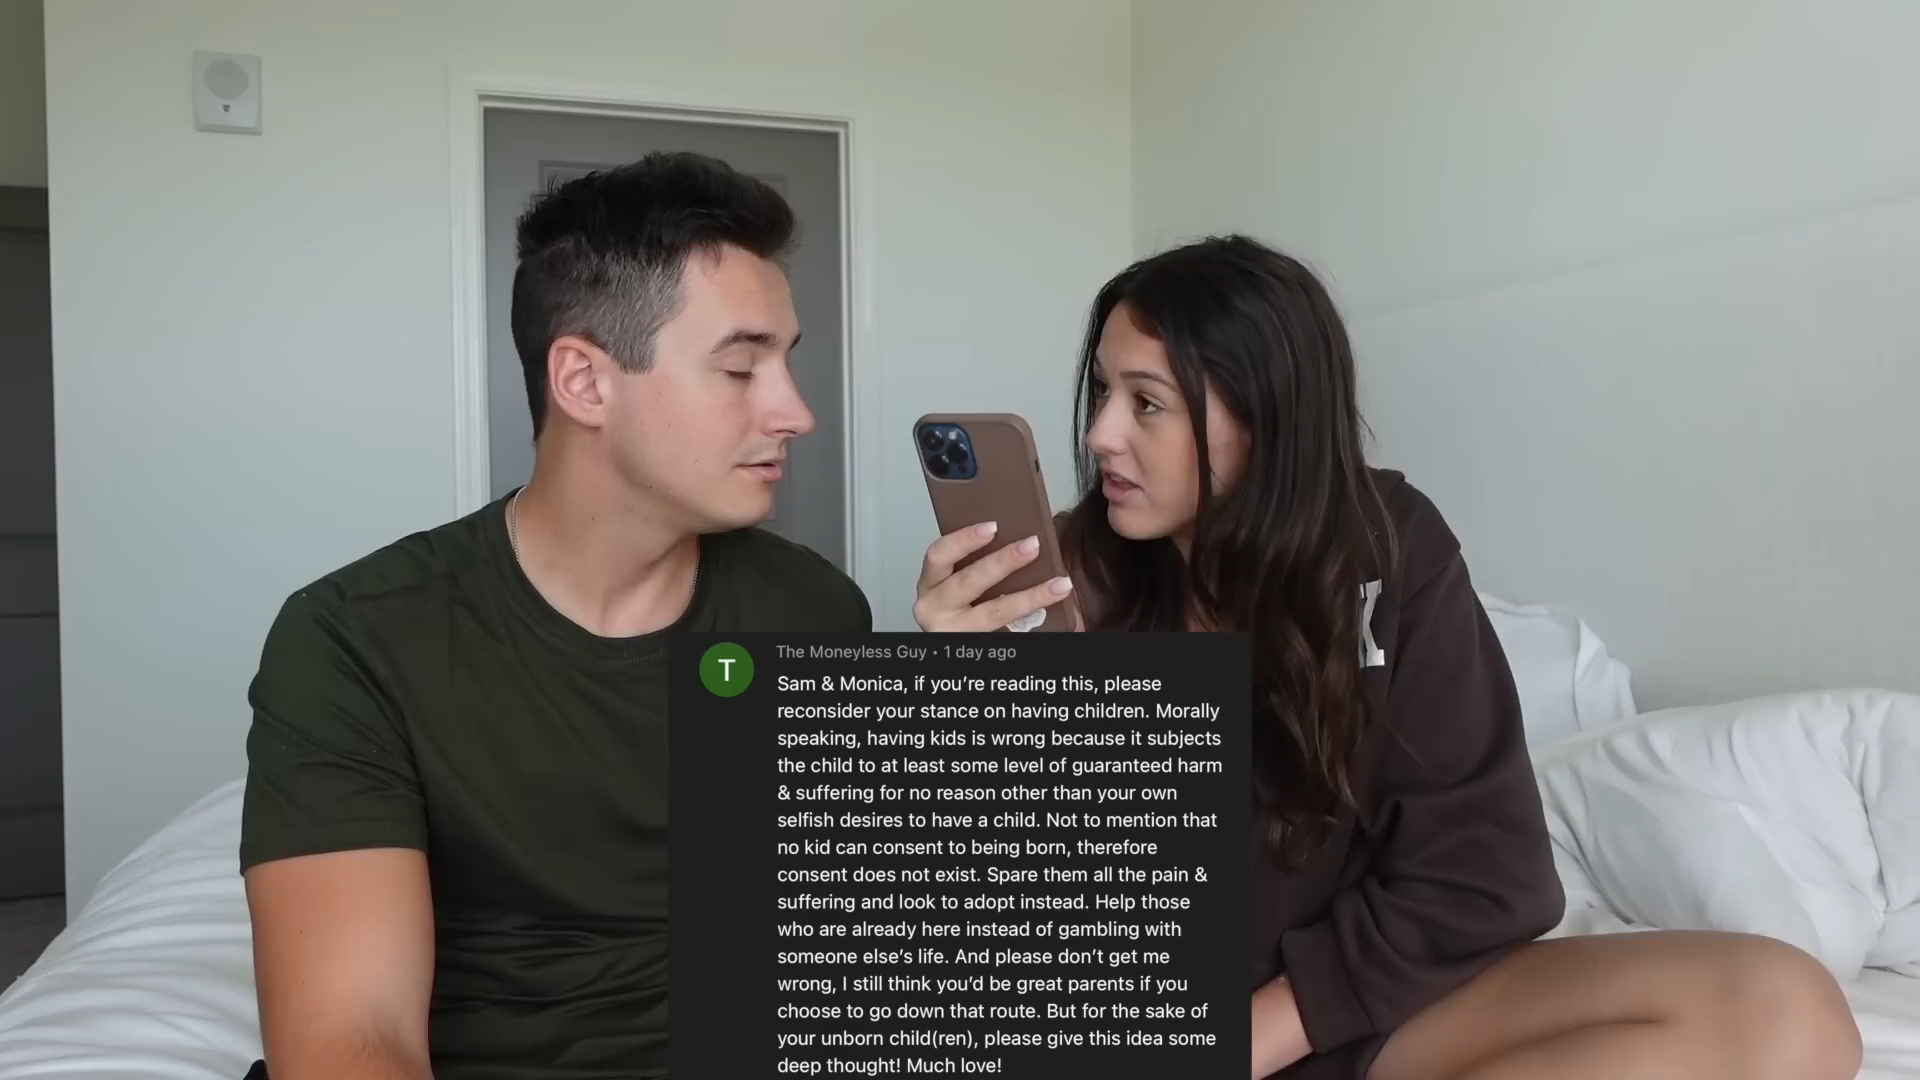 T
The Moneyless Guy • 1 day ago
Sam & Monica, if you’re reading this, please
reconsider your stance on having children. Morally
speaking, having kids is wrong because it subjects
the child to at least some level of guaranteed harm
& suffering for no reason other than your own
selfish desires to have a child. Not to mention that
no kid can consent to being born, therefore
consent does not exist. Spare them all the pain &
suffering and look to adopt instead. Help those
who are already here instead of gambling with
someone else’s life. And please don’t get me
wrong, I still think you’d be great parents if you
choose to go down that route. But for the sake of
your unborn child(ren), please give this idea some
deep thought! Much love!